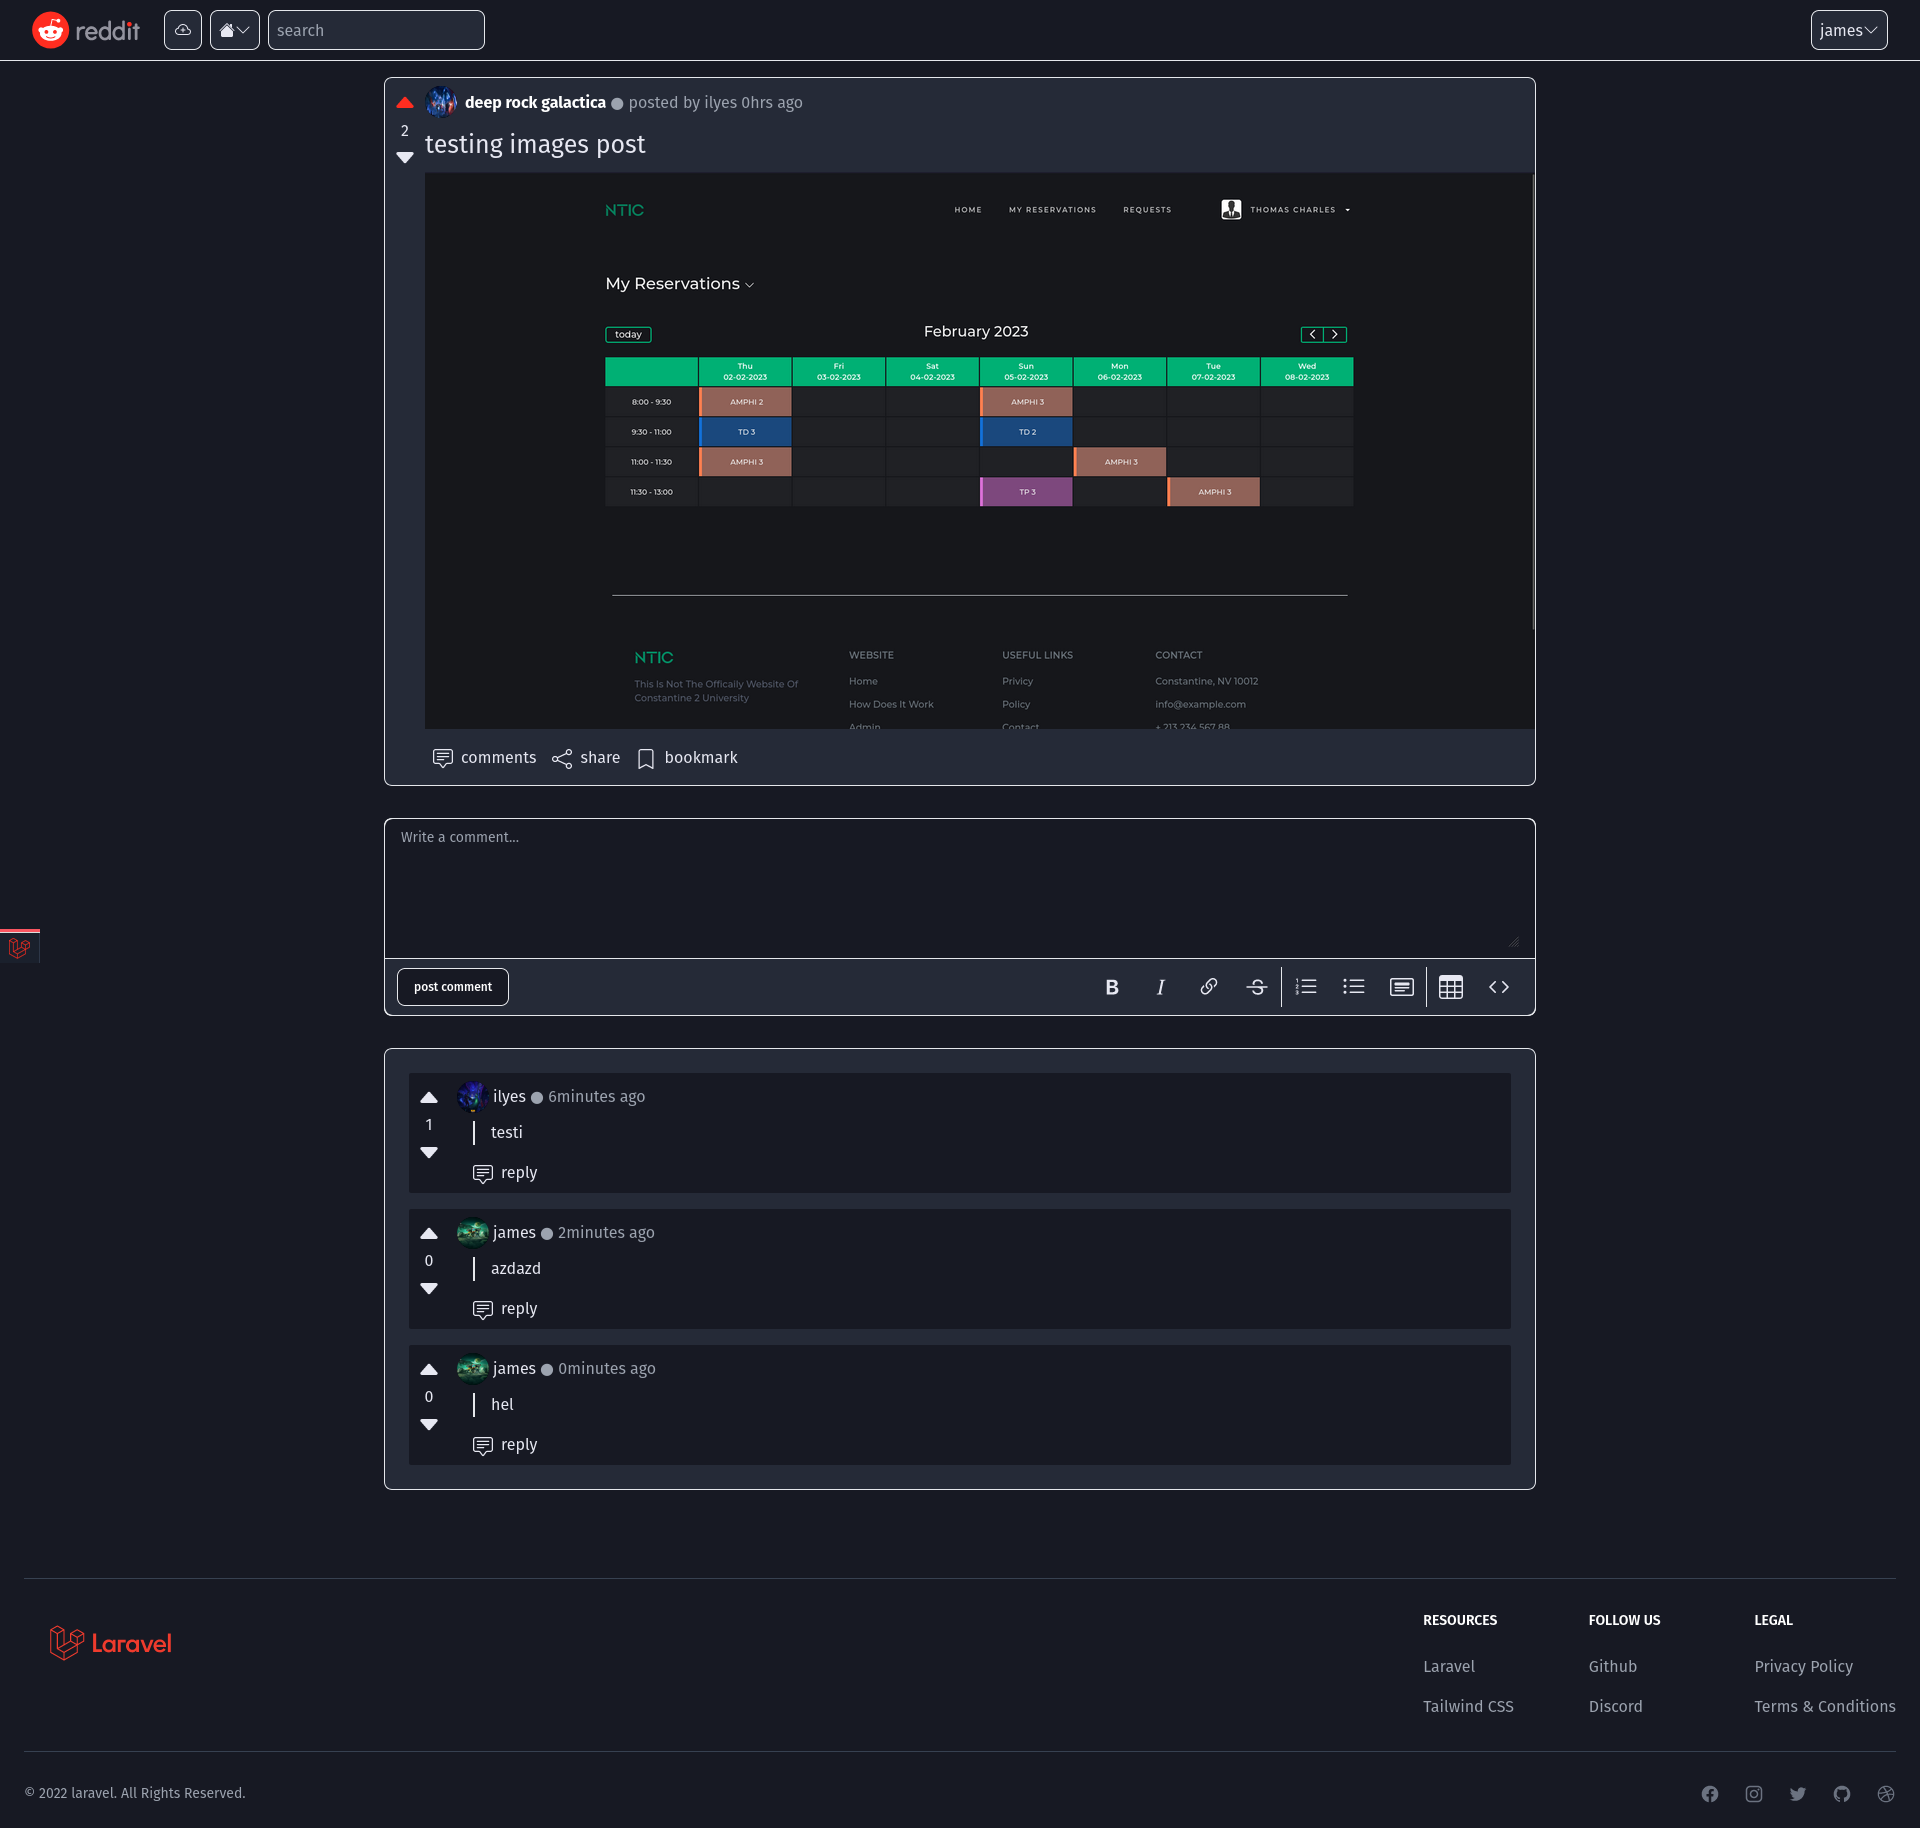 reddit
search
james
deep rock galactica posted by ilyes 0hrs ago
2
testing images post
NTIC
HOME MY RESERVATIONS REQUESTS THOMAS CHARLES
My Reservations
today February 2023
Thu Fri Sat Sun Mon Tue Wed
02-02-2023 03-02-2023 04-02-2023 05-02-2023 06-02-2023 07-02-2023 08-02-2023
8:00 - 9:30 AMPHI 2 AMPHI 3
9:30 - 11:00 TD 3 TD 2
11:00 - 11:30 AMPHI 3 AMPHI 3
11:30 - 13:00 TP 3 AMPHI 3
NTIC WEBSITE USEFUL LINKS CONTACT
This Is Not The Offically Website Of
Constantine 2 University
Home Privicy Constantine, NV 10012
How Does It Work Policy info@example.com
Admin Contact + 213 234 567 88
comments share bookmark
Write a comment...
post comment
B I S
ilyes 6minutes ago
1
testi
reply
james 2minutes ago
0
azdazd
reply
james 0minutes ago
0
hel
reply
Laravel
RESOURCES FOLLOW US LEGAL
Laravel Github Privacy Policy
Tailwind CSS Discord Terms & Conditions
© 2022 laravel. All Rights Reserved.